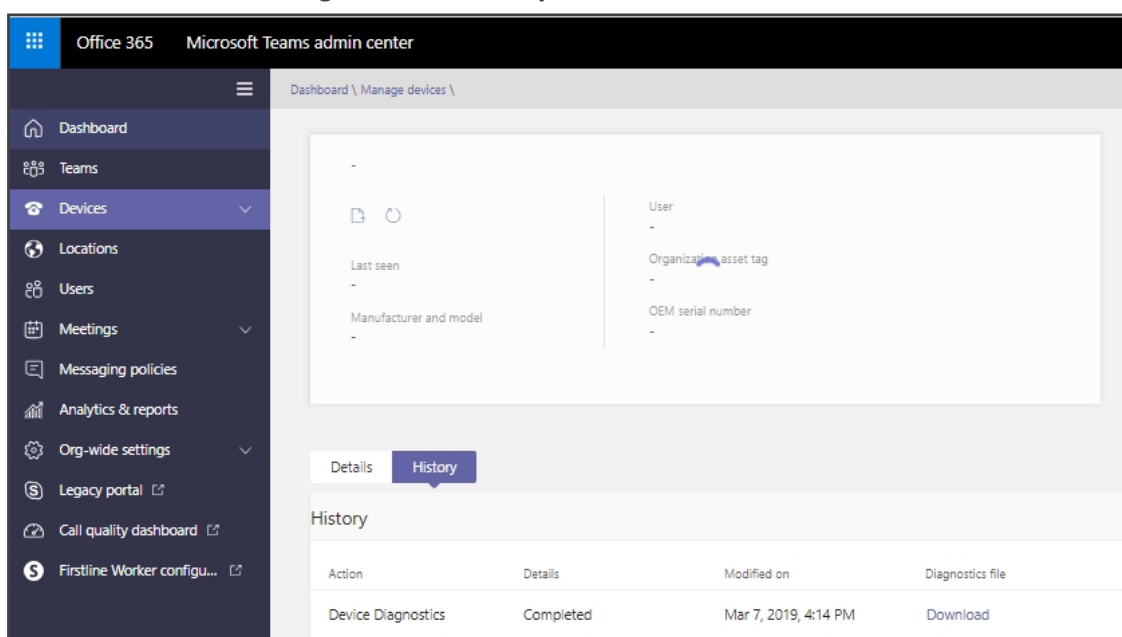 Office 365 Microsoft Teams admin center
Dashboard \ Manage devices \
Dashboard
Teams
Devices
Locations
Users
Meetings
Messaging policies
Analytics & reports
Org-wide settings
Legacy portal
Call quality dashboard
Firstline Worker configu...
-
Last seen
-
Manufacturer and model
-
User
-
Organization asset tag
-
OEM serial number
-
Details History
History
Action Details Modified on Diagnostics file
Device Diagnostics Completed Mar 7, 2019, 4:14 PM Download